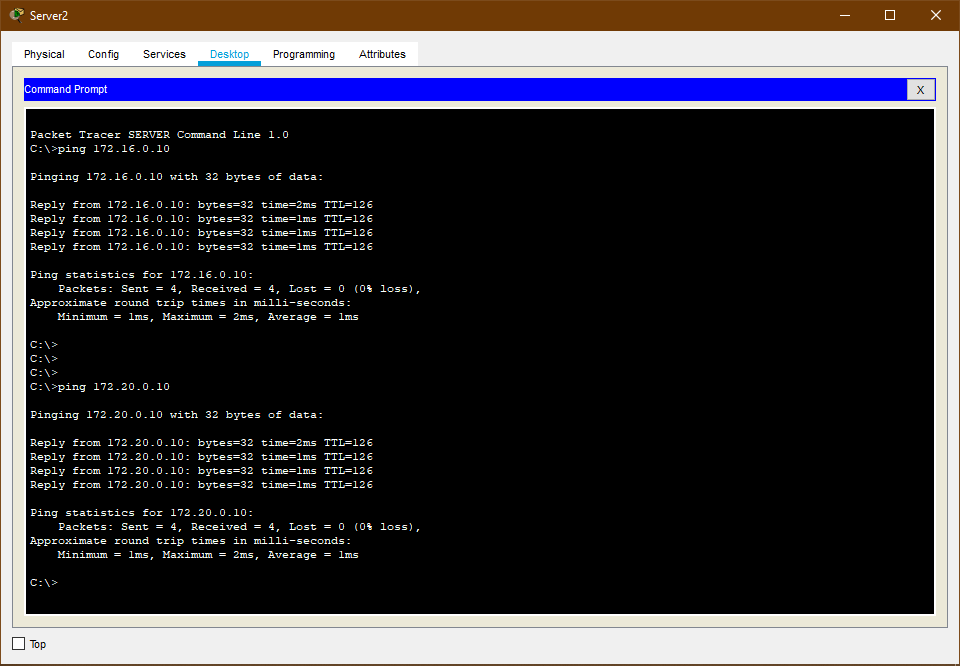 Server2
Physical Config Services Desktop Programming Attributes
Command Prompt X
Packet Tracer SERVER Command Line 1.0
C:\>ping 172.16.0.10
Pinging 172.16.0.10 with 32 bytes of data:
Reply from 172.16.0.10: bytes=32 time=2ms TTL=126
Reply from 172.16.0.10: bytes=32 time=1ms TTL=126
Reply from 172.16.0.10: bytes=32 time=1ms TTL=126
Reply from 172.16.0.10: bytes=32 time=1ms TTL=126
Ping statistics for 172.16.0.10:
    Packets: Sent = 4, Received = 4, Lost = 0 (0% loss),
Approximate round trip times in milli-seconds:
    Minimum = 1ms, Maximum = 2ms, Average = 1ms
C:\>
C:\>
C:\>
C:\>ping 172.20.0.10
Pinging 172.20.0.10 with 32 bytes of data:
Reply from 172.20.0.10: bytes=32 time=2ms TTL=126
Reply from 172.20.0.10: bytes=32 time=1ms TTL=126
Reply from 172.20.0.10: bytes=32 time=1ms TTL=126
Reply from 172.20.0.10: bytes=32 time=1ms TTL=126
Ping statistics for 172.20.0.10:
    Packets: Sent = 4, Received = 4, Lost = 0 (0% loss),
Approximate round trip times in milli-seconds:
    Minimum = 1ms, Maximum = 2ms, Average = 1ms
C:\>
Top